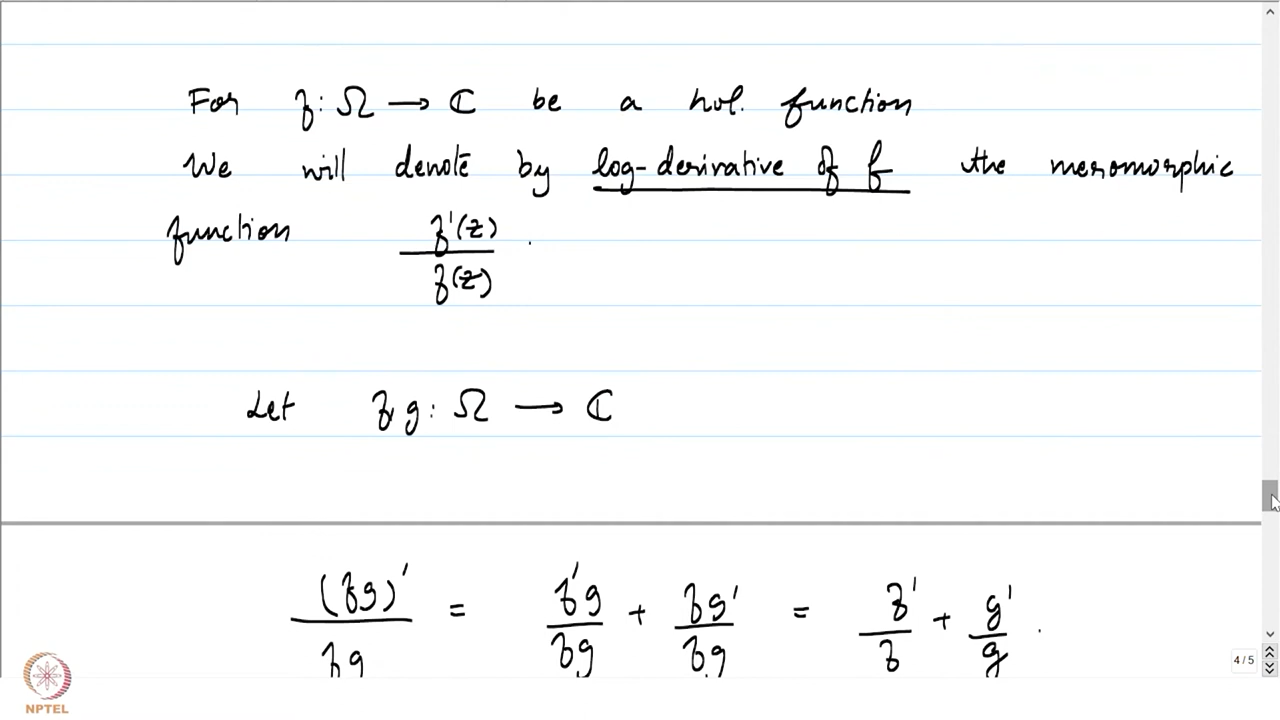 For f: Ω → ℂ be a hol. function
We will denote by log-derivative of f the meromorphic
function f'(z)/f(z).
Let f, g: Ω → ℂ
(fg)'/fg = f'g/fg + fg'/fg = f'/f + g'/g.
4 / 5
NPTEL